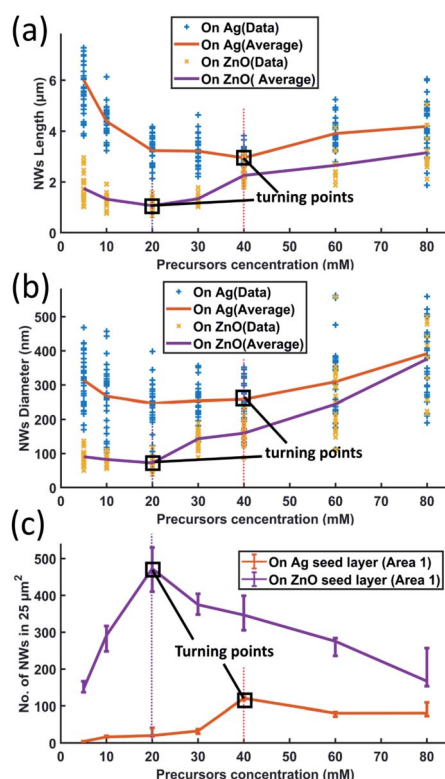 (a)
On Ag(Data)
On Ag(Average)
On ZnO(Data)
On ZnO( Average)
NWs Length (μm)
6
4
2
0
turning points
0 10 20 30 40 50 60 70 80
Precursors cencentration (mM)
(b)
On Ag(Data)
On Ag(Average)
On ZnO(Data)
On ZnO(Average)
NWs Diameter (nm)
500
400
300
200
100
0
turning points
0 10 20 30 40 50 60 70 80
Precursors cencentration (mM)
(c)
On Ag seed layer (Area 1)
On ZnO seed layer (Area 1)
No. of NWs in 25 μm²
500
400
300
200
100
0
Turning points
0 10 20 30 40 50 60 70 80
Precursors cencentration (mM)